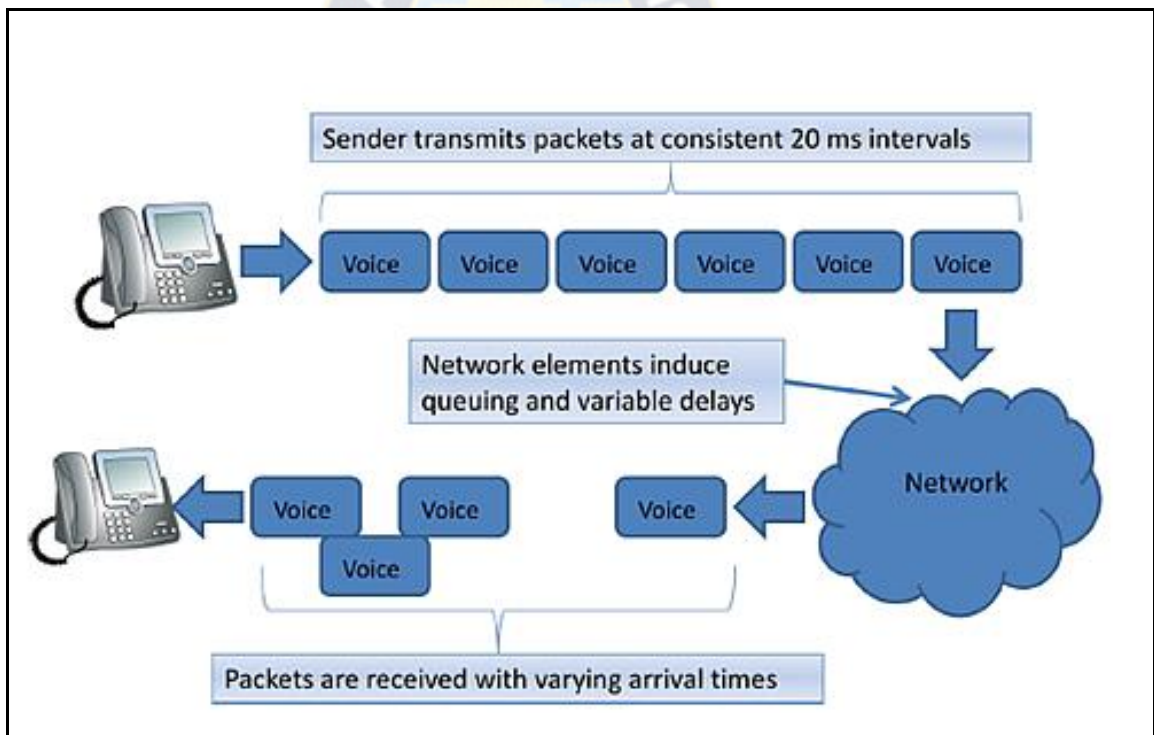 Sender transmits packets at consistent 20 ms intervals
Voice Voice Voice Voice Voice Voice
Network elements induce
queuing and variable delays
Network
Voice Voice Voice
Voice
Packets are received with varying arrival times